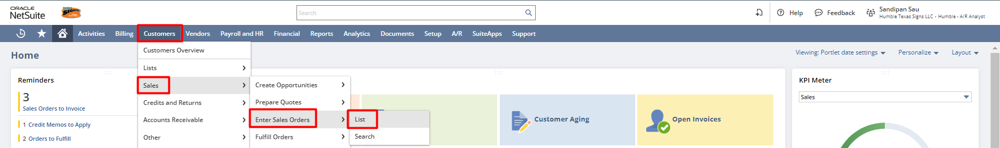 ORACLE
NetSuite
SIGNCO
Search
Help
Feedback
Sandipan Sau
Humble Texas Signs LLC - Humble - A/R Analyst
Activities Billing Customers Vendors Payroll and HR Financial Reports Analytics Documents Setup A/R SuiteApps Support
Home
Viewing: Portlet date settings Personalize Layout
Customers Overview
Lists
Sales
Credits and Returns
Accounts Receivable
Other
Create Opportunities
Prepare Quotes
Enter Sales Orders
Fulfill Orders
List
Search
Reminders
3
Sales Orders to Invoice
1 Credit Memos to Apply
2 Orders to Fulfill
Customer Aging
Open Invoices
KPI Meter
Sales